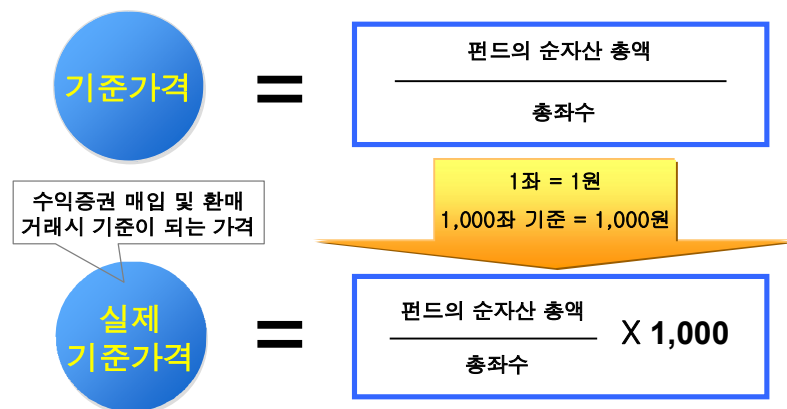 기준가격
=
펀드의 순자산 총액
총좌수
수익증권 매입 및 환매
거래시 기준이 되는 가격
1좌 = 1원
1,000좌 기준 = 1,000원
실제
기준가격
=
펀드의 순자산 총액
총좌수
X 1,000